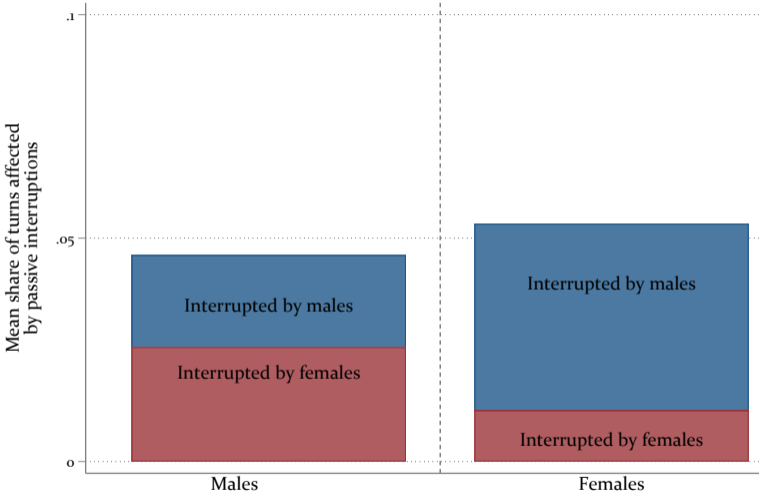 .1
Mean share of turns affected
by passive interruptions
.05
Interrupted by males
Interrupted by males
Interrupted by females
Interrupted by females
0
Males
Females